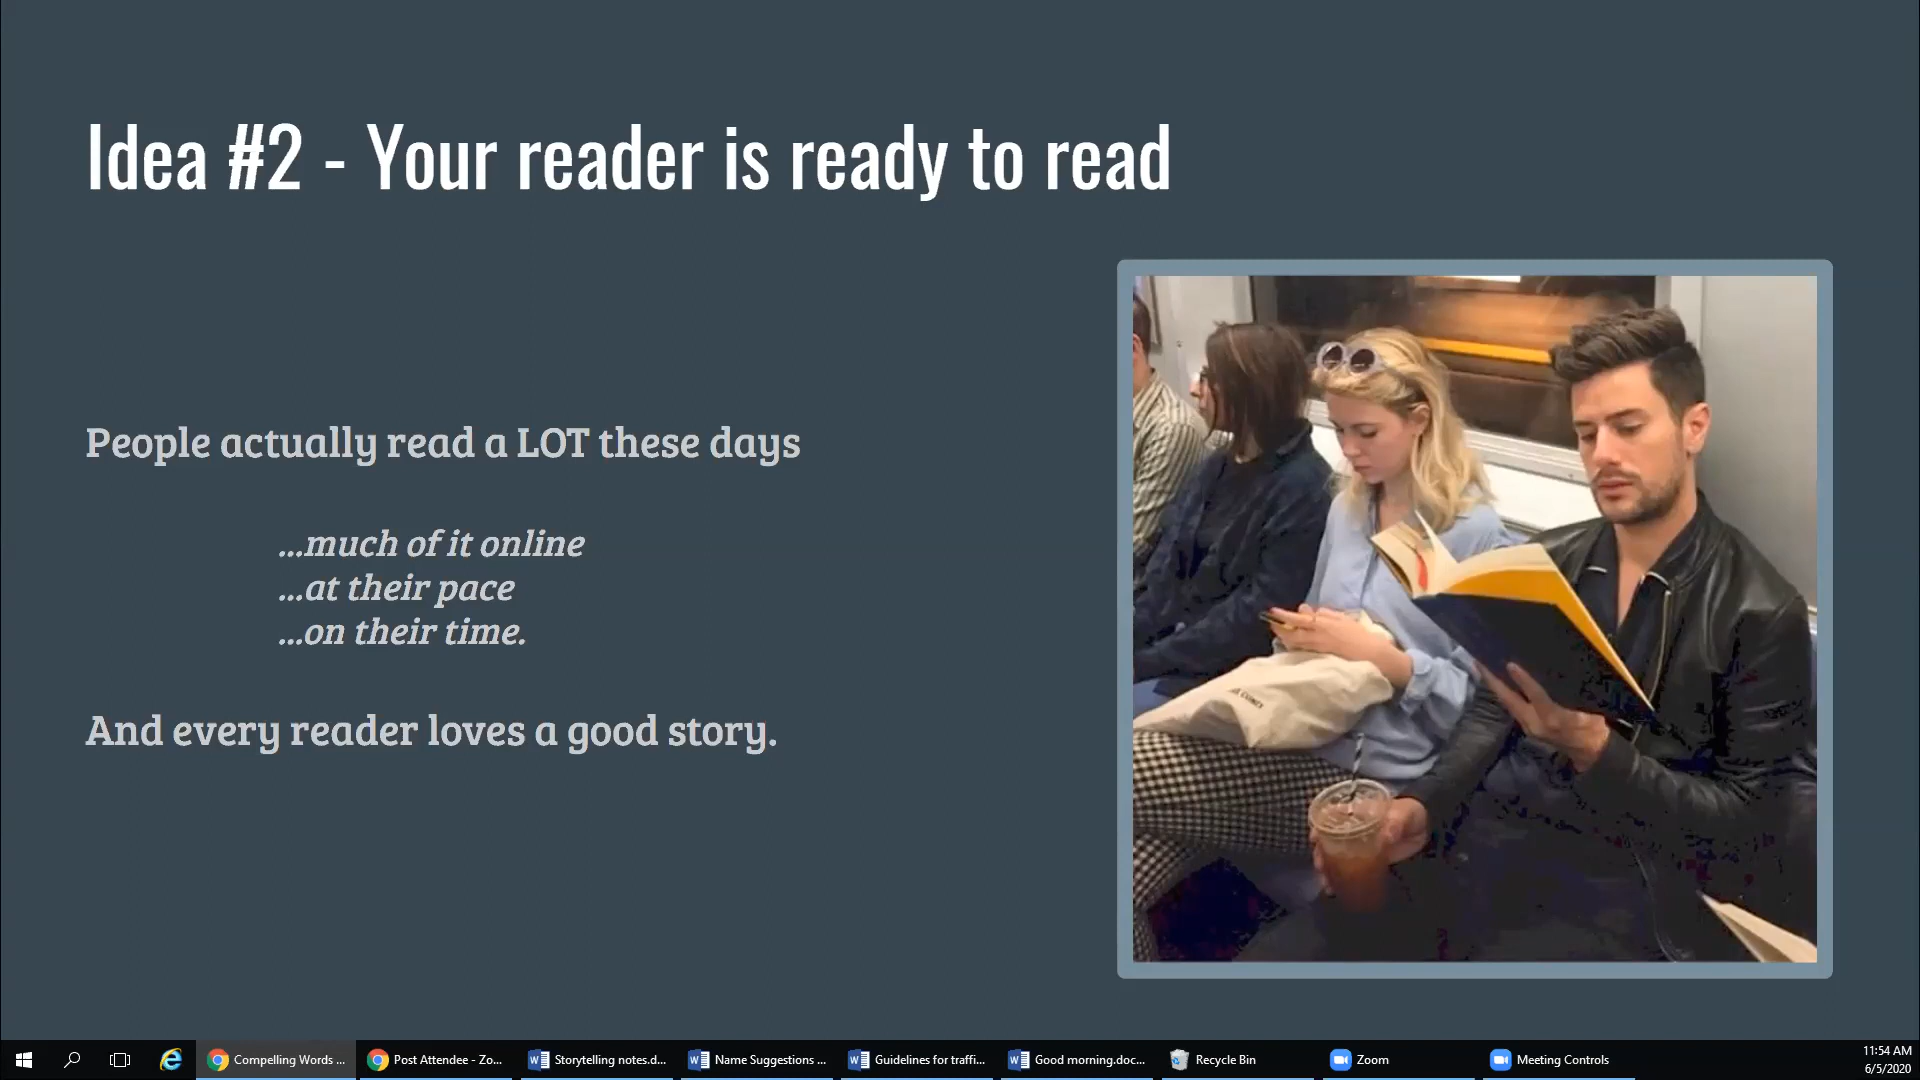 Idea #2 - Your reader is ready to read
People actually read a LOT these days
...much of it online
...at their pace
...on their time.
And every reader loves a good story.
Compelling Words ...
Post Attendee - Zo...
Storytelling notes.d...
Name Suggestions ...
Guidelines for traffi...
Good morning.doc...
Recycle Bin
Zoom
Meeting Controls
11:54 AM
6/5/2020